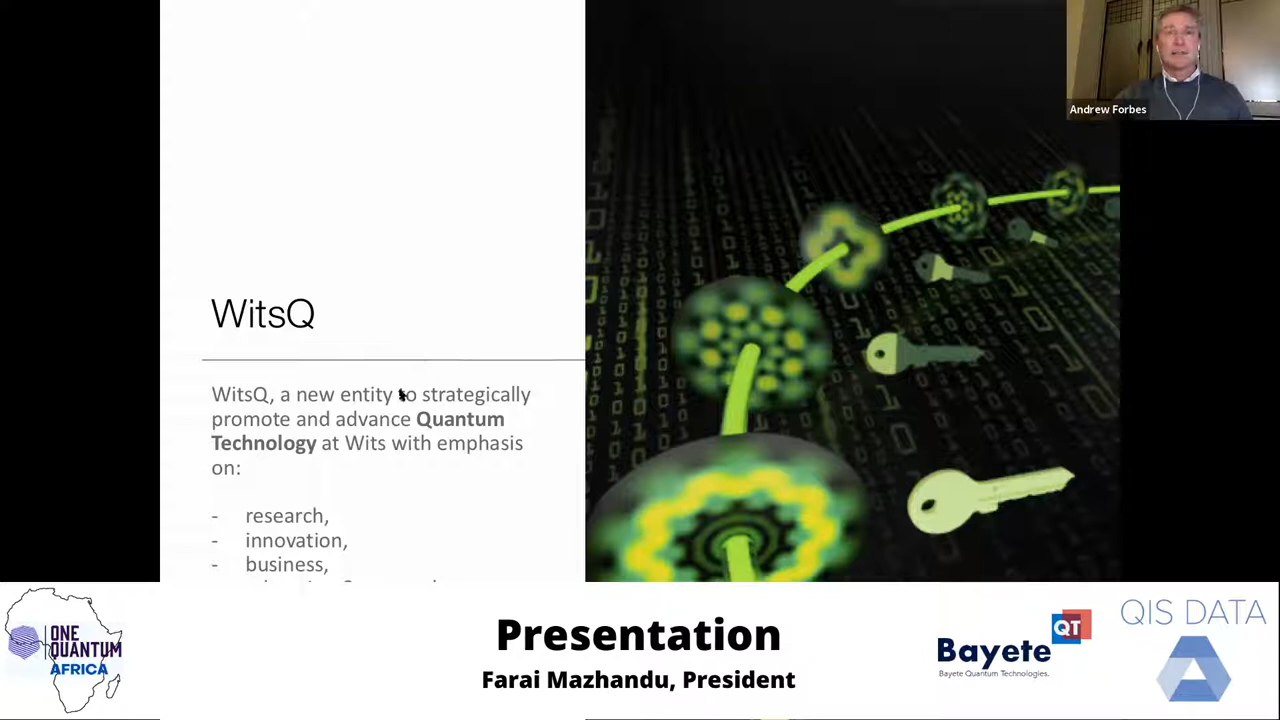 Andrew Forbes
WitsQ
WitsQ, a new entity to strategically
promote and advance Quantum
Technology at Wits with emphasis
on:
- research,
- innovation,
- business,
ONE
QUANTUM
AFRICA
Presentation
Farai Mazhandu, President
QT
Bayete
Bayete Quantum Technologies.
QIS DATA